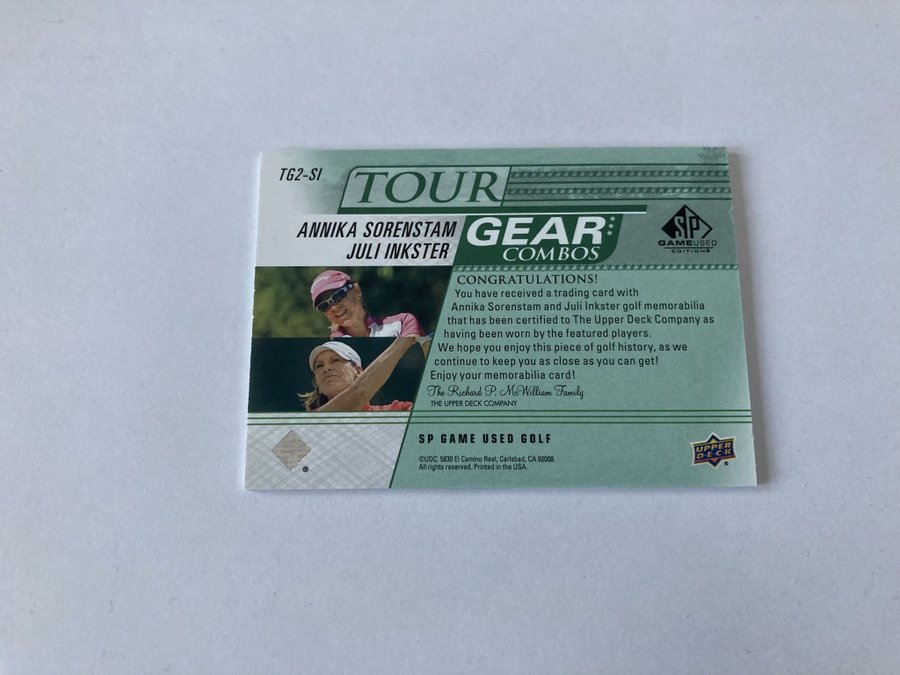 TG2-SI
TOUR
ANNIKA SORENSTAM
JULI INKSTER
GEAR
COMBOS
SP
GAMEUSED
EDITIONS
CONGRATULATIONS!
You have received a trading card with
Annika Sorenstam and Juli Inkster golf memorabilia
that has been certified to The Upper Deck Company as
having been worn by the featured players.
We hope you enjoy this piece of golf history, as we
continue to keep you as close as you can get!
Enjoy your memorabilia card!
The Richard P. McWilliam Family
THE UPPER DECK COMPANY
SP GAME USED GOLF
©UDC. 5830 El Camino Real, Carlsbad, CA 92008.
All rights reserved. Printed in the USA.
®
UPPER
D·E·C·K
®